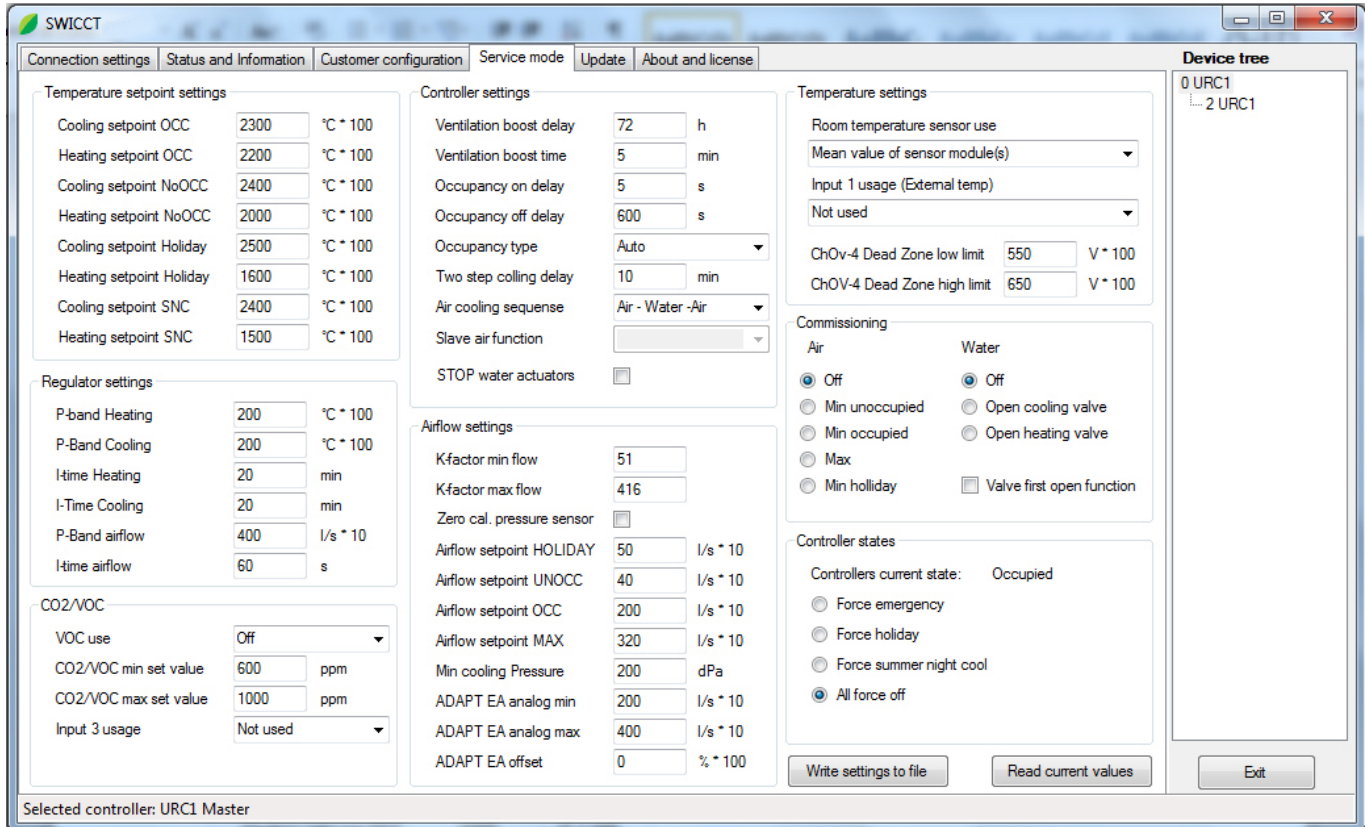 SWICCT
Connection settings Status and Information Customer configuration Service mode Update About and license
Temperature setpoint settings
Cooling setpoint OCC 2300 °C * 100
Heating setpoint OCC 2200 °C * 100
Cooling setpoint NoOCC 2400 °C * 100
Heating setpoint NoOCC 2000 °C * 100
Cooling setpoint Holiday 2500 °C * 100
Heating setpoint Holiday 1600 °C * 100
Cooling setpoint SNC 2400 °C * 100
Heating setpoint SNC 1500 °C * 100
Regulator settings
P-band Heating 200 °C * 100
P-Band Cooling 200 °C * 100
I-time Heating 20 min
I-Time Cooling 20 min
P-Band airflow 400 l/s * 10
I-time airflow 60 s
CO2/VOC
VOC use Off
CO2/VOC min set value 600 ppm
CO2/VOC max set value 1000 ppm
Input 3 usage Not used
Controller settings
Ventilation boost delay 72 h
Ventilation boost time 5 min
Occupancy on delay 5 s
Occupancy off delay 600 s
Occupancy type Auto
Two step colling delay 10 min
Air cooling sequense Air - Water -Air
Slave air function
STOP water actuators
Airflow settings
K-factor min flow 51
K-factor max flow 416
Zero cal. pressure sensor
Airflow setpoint HOLIDAY 50 l/s * 10
Airflow setpoint UNOCC 40 l/s * 10
Airflow setpoint OCC 200 l/s * 10
Airflow setpoint MAX 320 l/s * 10
Min cooling Pressure 200 dPa
ADAPT EA analog min 200 l/s * 10
ADAPT EA analog max 400 l/s * 10
ADAPT EA offset 0 % * 100
Temperature settings
Room temperature sensor use
Mean value of sensor module(s)
Input 1 usage (External temp)
Not used
ChOv-4 Dead Zone low limit 550 V * 100
ChOV-4 Dead Zone high limit 650 V * 100
Commissioning
Air Water
Off Off
Min unoccupied Open cooling valve
Min occupied Open heating valve
Max
Min holliday Valve first open function
Controller states
Controllers current state: Occupied
Force emergency
Force holiday
Force summer night cool
All force off
Write settings to file Read current values
Device tree
0 URC1
2 URC1
Exit
Selected controller: URC1 Master